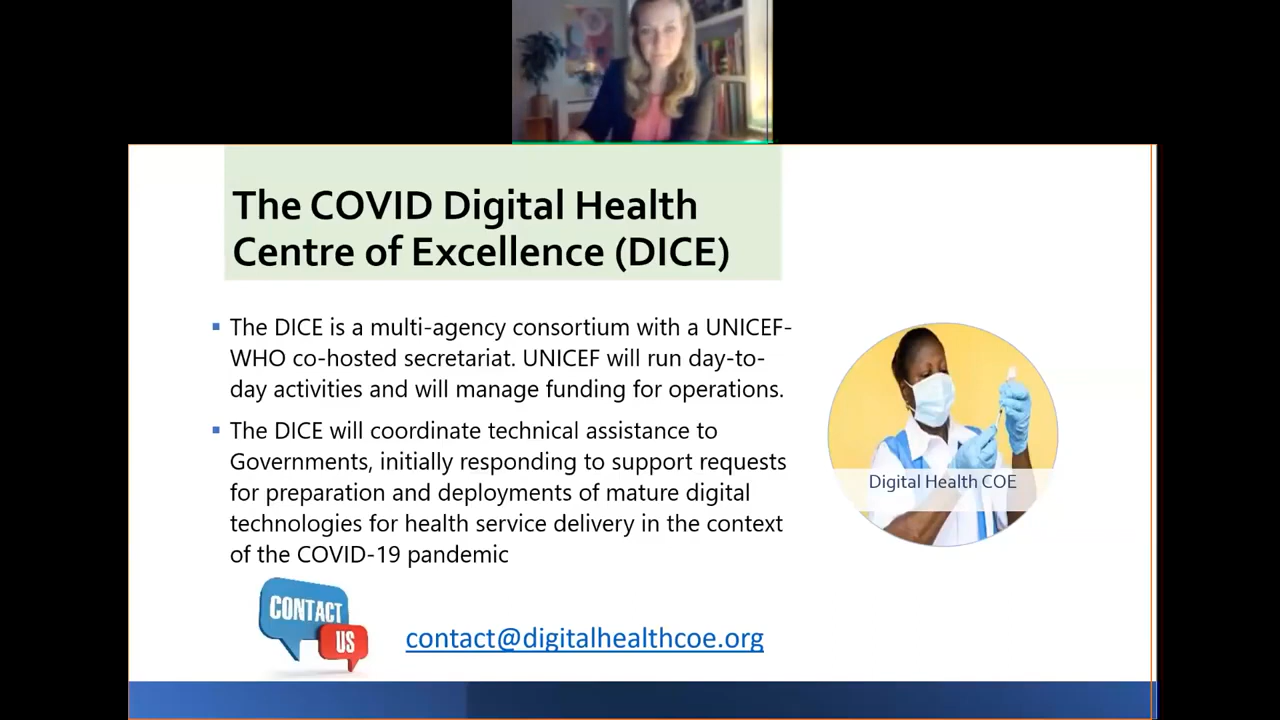 The COVID Digital Health
Centre of Excellence (DICE)
▪ The DICE is a multi-agency consortium with a UNICEF-
WHO co-hosted secretariat. UNICEF will run day-to-
day activities and will manage funding for operations.
▪ The DICE will coordinate technical assistance to
Governments, initially responding to support requests
for preparation and deployments of mature digital
technologies for health service delivery in the context
of the COVID-19 pandemic
Digital Health COE
CONTACT
US
contact@digitalhealthcoe.org